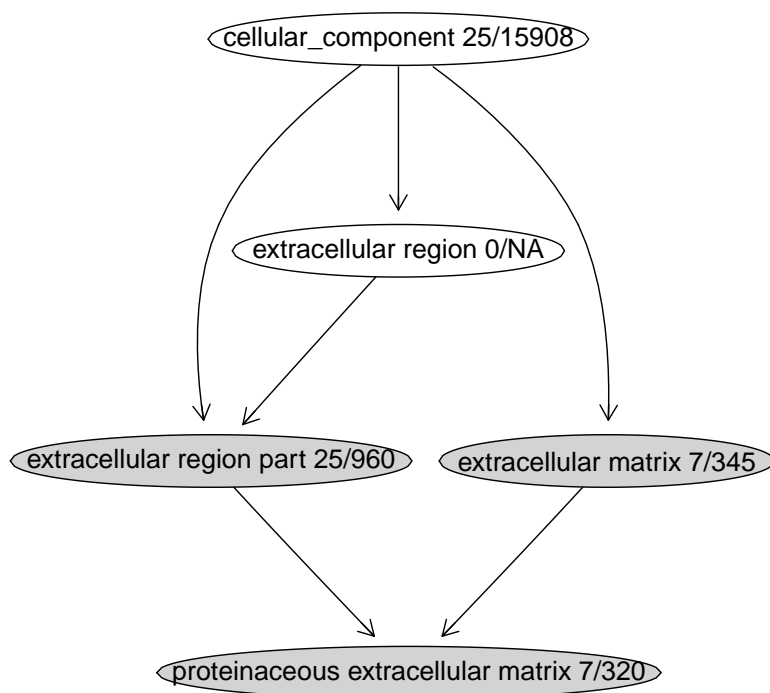 cellular_component 25/15908
extracellular region 0/NA
extracellular region part 25/960
extracellular matrix 7/345
proteinaceous extracellular matrix 7/320